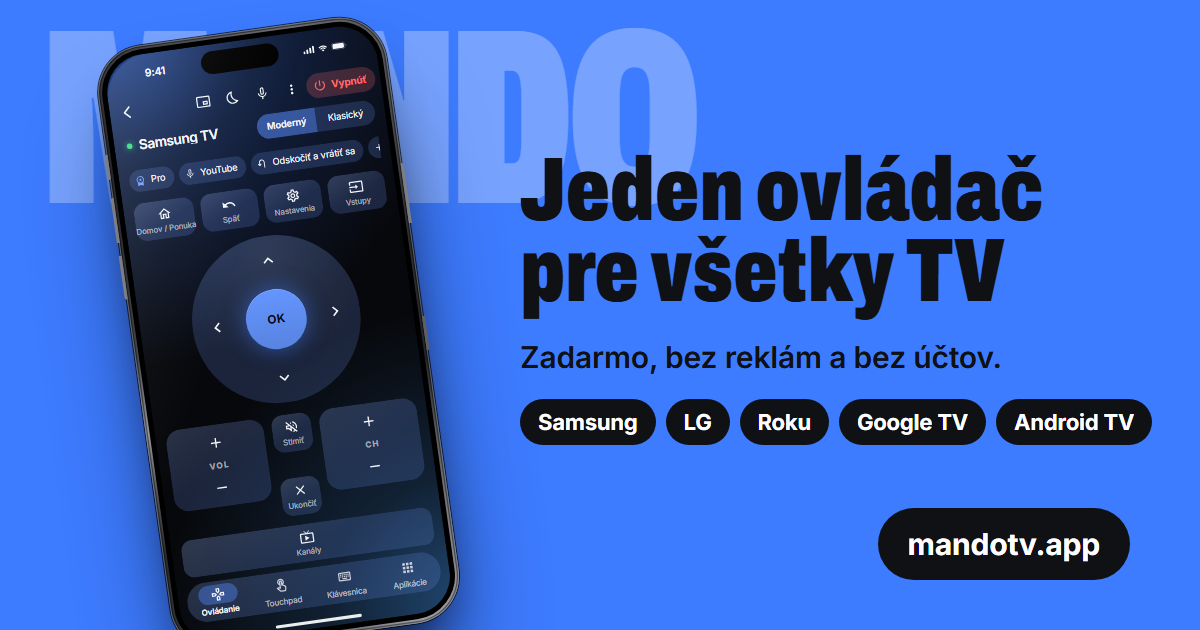 MANDO
9:41
Vypnúť
Samsung TV
Moderný
Klasický
Pro
YouTube
Odskočiť a vrátiť sa
Domov / Ponuka
Späť
Nastavenia
Vstupy
OK
VOL
Stlmiť
CH
Ukončiť
Kanály
Ovládanie
Touchpad
Klávesnica
Aplikácie
Jeden ovládač
pre všetky TV
Zadarmo, bez reklám a bez účtov.
Samsung
LG
Roku
Google TV
Android TV
mandotv.app